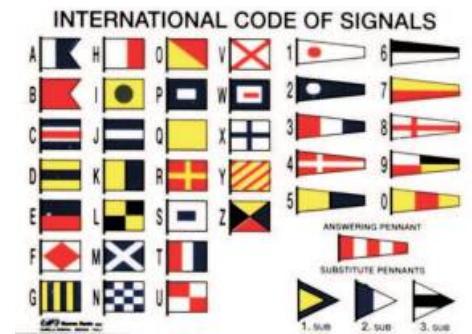 INTERNATIONAL CODE OF SIGNALS
A H O V 1 6
B I P W 2 7
C J Q X 3 8
D K R Y 4 9
E L S Z 5 0
F M T
G N U
ANSWERING PENNANT
SUBSTITUTE PENNANTS
1. SUB 2. SUB 3. SUB